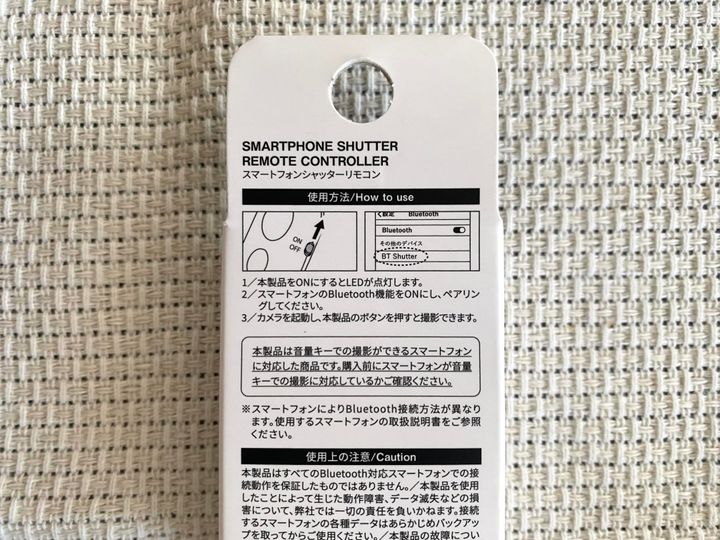 SMARTPHONE SHUTTER
REMOTE CONTROLLER
スマートフォンシャッターリモコン
使用方法/How to use
ON
OFF
く設定 Bluetooth
Bluetooth
その他のデバイス
BT Shutter
1／本製品をONにするとLEDが点灯します。
2／スマートフォンのBluetooth機能をONにし、ペアリン
グしてください。
3／カメラを起動し、本製品のボタンを押すと撮影できます。
本製品は音量キーでの撮影ができるスマートフォン
に対応した商品です。購入前にスマートフォンが音量
キーでの撮影に対応しているかご確認ください。
※スマートフォンによりBluetooth接続方法が異なり
ます。使用するスマートフォンの取扱説明書をご参照
ください。
使用上の注意/Caution
本製品はすべてのBluetooth対応スマートフォンでの接
続動作を保証したものではありません。／本製品を使用
したことによって生じた動作障害、データ滅失などの損
害について、弊社では一切の責任を負いかねます。接続
するスマートフォンの各種データはあらかじめバックアッ
プを取ってからご使用ください。／本製品の故障につい